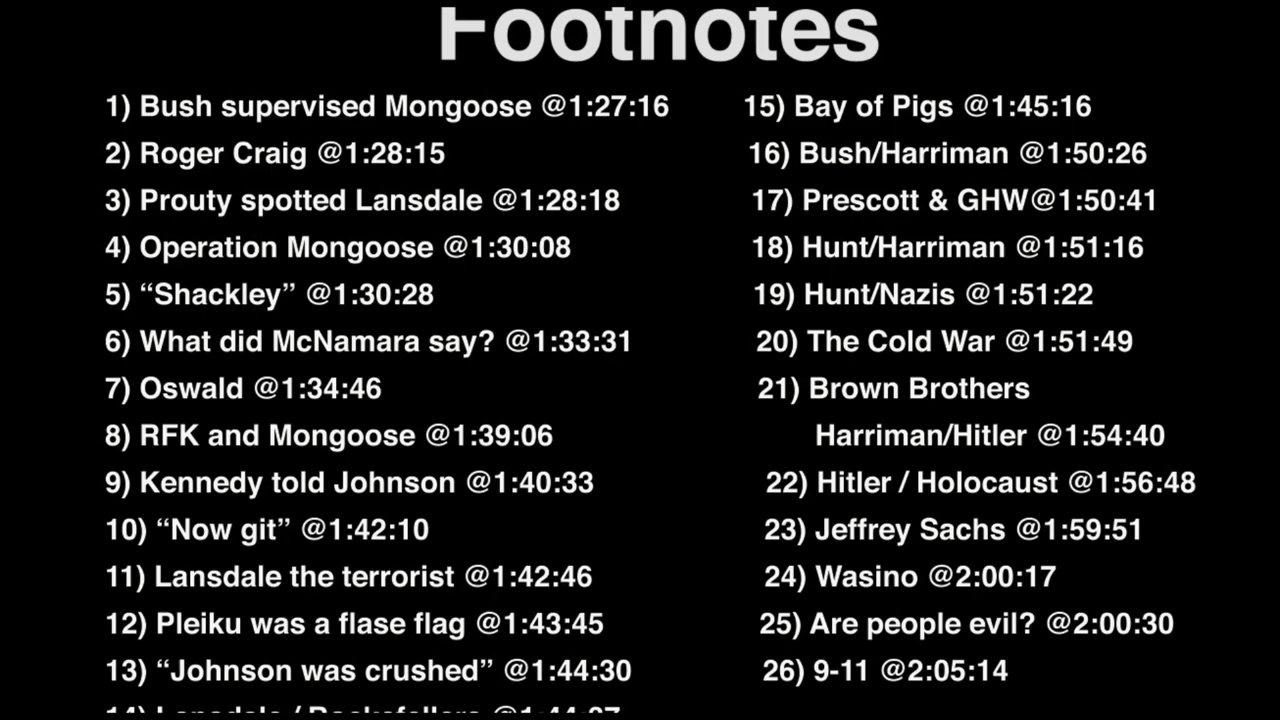 Footnotes
1) Bush supervised Mongoose @1:27:16
2) Roger Craig @1:28:15
3) Prouty spotted Lansdale @1:28:18
4) Operation Mongoose @1:30:08
5) “Shackley” @1:30:28
6) What did McNamara say? @1:33:31
7) Oswald @1:34:46
8) RFK and Mongoose @1:39:06
9) Kennedy told Johnson @1:40:33
10) “Now git” @1:42:10
11) Lansdale the terrorist @1:42:46
12) Pleiku was a flase flag @1:43:45
13) “Johnson was crushed” @1:44:30
14) Lansdale /
15) Bay of Pigs @1:45:16
16) Bush/Harriman @1:50:26
17) Prescott & GHW@1:50:41
18) Hunt/Harriman @1:51:16
19) Hunt/Nazis @1:51:22
20) The Cold War @1:51:49
21) Brown Brothers
Harriman/Hitler @1:54:40
22) Hitler / Holocaust @1:56:48
23) Jeffrey Sachs @1:59:51
24) Wasino @2:00:17
25) Are people evil? @2:00:30
26) 9-11 @2:05:14